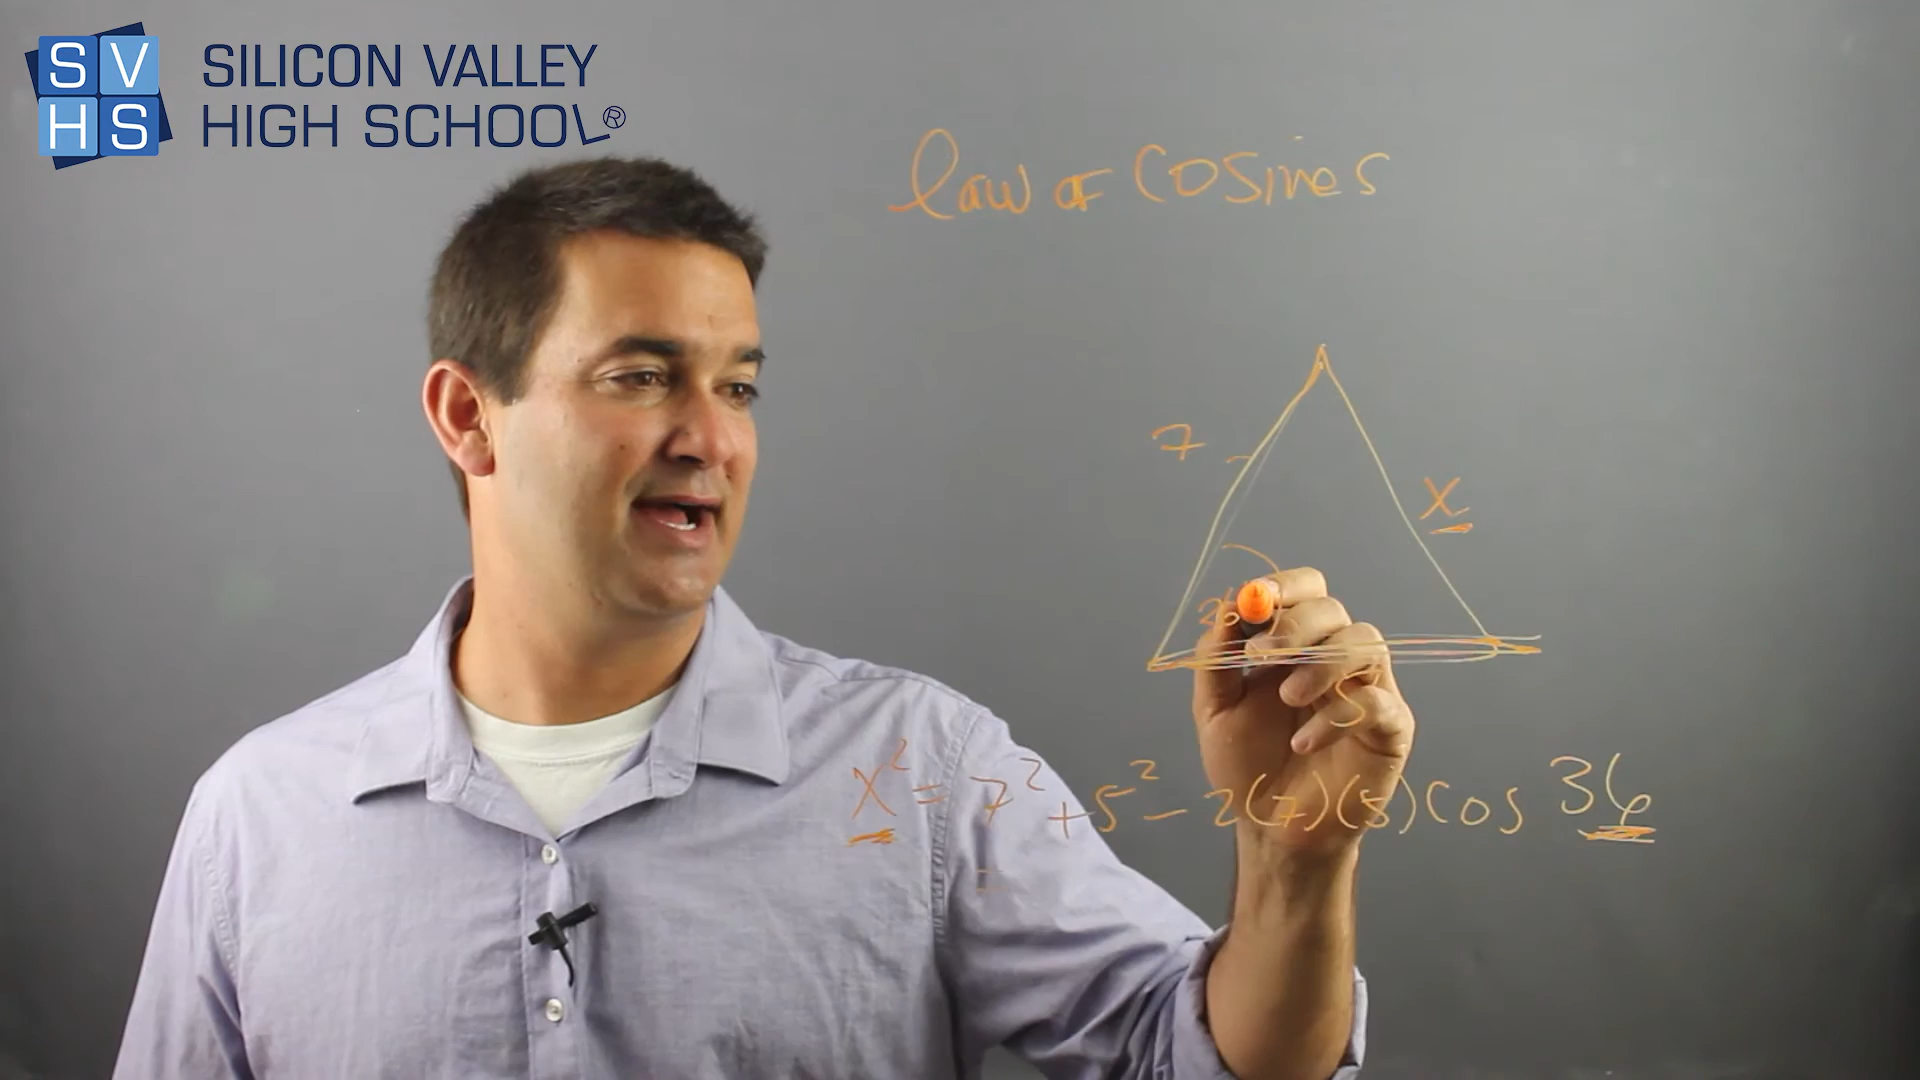 SV
HS
SILICON VALLEY
HIGH SCHOOL®
Law of Cosines
7
x
5
x² = 7² + 5² - 2(7)(5) cos 36
=